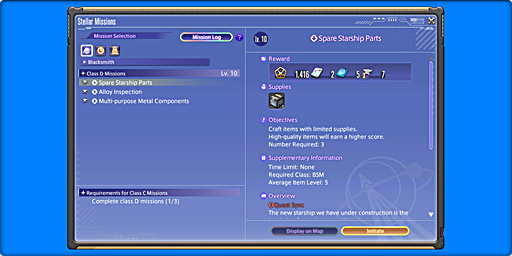 Stellar Missions
Mission Selection
Mission Log
?
Blacksmith
Class D Missions Lv. 10
Spare Starship Parts
Alloy Inspection
Multi-purpose Metal Components
Requirements for Class C Missions
Complete class D missions (1/3)
Lv. 10
Spare Starship Parts
Reward
1,416 2 5 7
Supplies
Objectives
Craft items with limited supplies.
High-quality items will earn a higher score.
Number Required: 3
Supplementary Information
Time Limit: None
Required Class: BSM
Average Item Level: 5
Overview
Quest Sync
The new starship we have under construction is the
Display on Map
Initiate